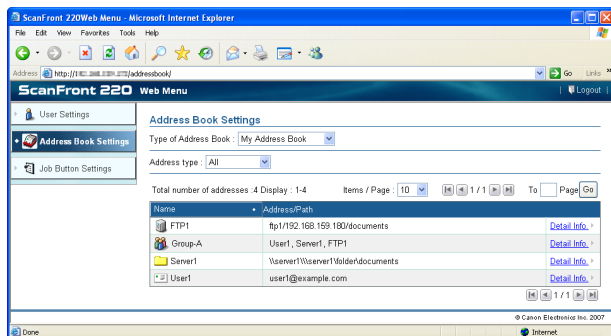 ScanFront 220Web Menu - Microsoft Internet Explorer
File Edit View Favorites Tools Help
Address http:// /addressbook/ Go Links »
ScanFront 220 Web Menu Logout
User Settings
Address Book Settings
Job Button Settings
Address Book Settings
Type of Address Book : My Address Book
Address type : All
Total number of addresses :4 Display : 1-4 Items / Page : 10 1 / 1 To Page Go
Name Address/Path
FTP1 ftp1/192.168.159.180/documents Detail Info.
Group-A User1, Server1, FTP1 Detail Info.
Server1 \\server1\\\server1\folder\documents Detail Info.
User1 user1@example.com Detail Info.
1 / 1
© Canon Electronics Inc. 2007
Done Internet